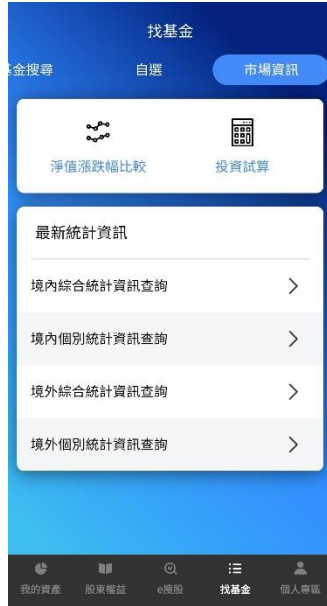 找基金
基金搜尋 自選 市場資訊
淨值漲跌幅比較 投資試算
最新統計資訊
境內綜合統計資訊查詢
境內個別統計資訊查詢
境外綜合統計資訊查詢
境外個別統計資訊查詢
我的資產 股東權益 e搜股 找基金 個人專區